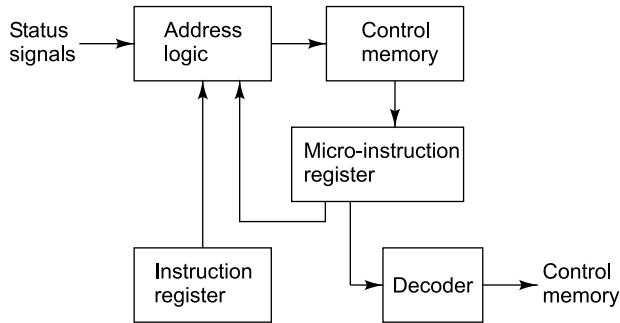 Status
signals
Address
logic
Control
memory
Micro-instruction
register
Instruction
register
Decoder
Control
memory